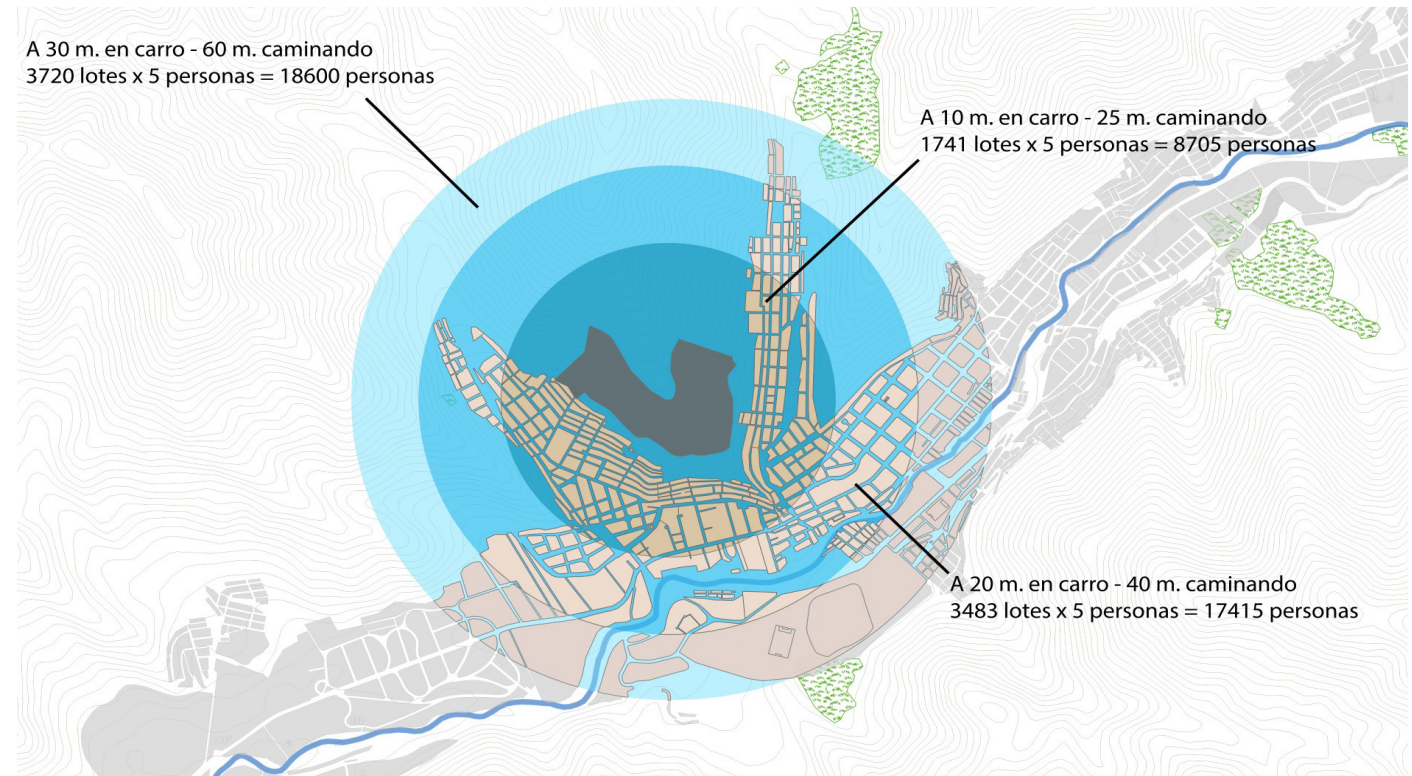 A 30 m. en carro - 60 m. caminando
3720 lotes x 5 personas = 18600 personas
A 10 m. en carro - 25 m. caminando
1741 lotes x 5 personas = 8705 personas
A 20 m. en carro - 40 m. caminando
3483 lotes x 5 personas = 17415 personas